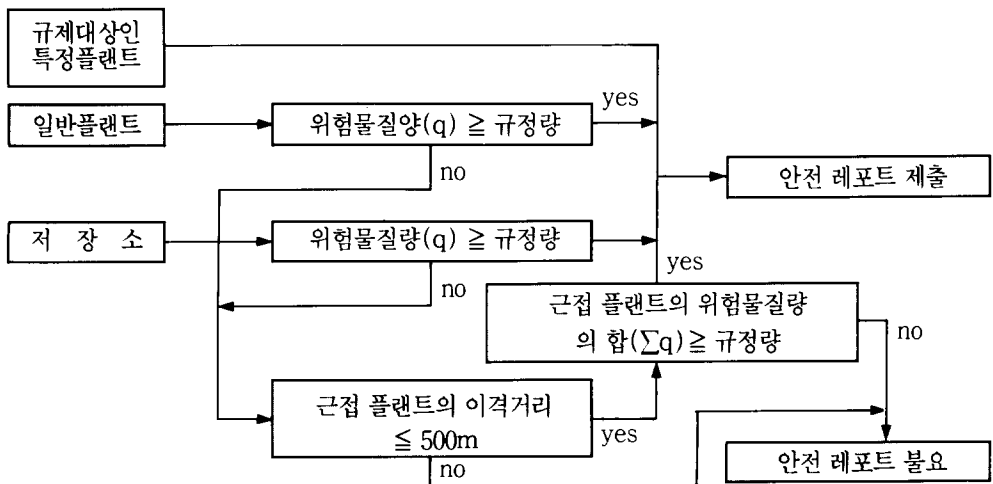 규제대상인
특정플랜트
일반플랜트
위험물질양(q) ≧ 규정량
yes
no
안전 레포트 제출
저 장 소
위험물질량(q) ≧ 규정량
yes
no
근접 플랜트의 위험물질량
의 합(∑q)≧ 규정량
no
근접 플랜트의 이격거리
≦ 500m
yes
no
안전 레포트 불요